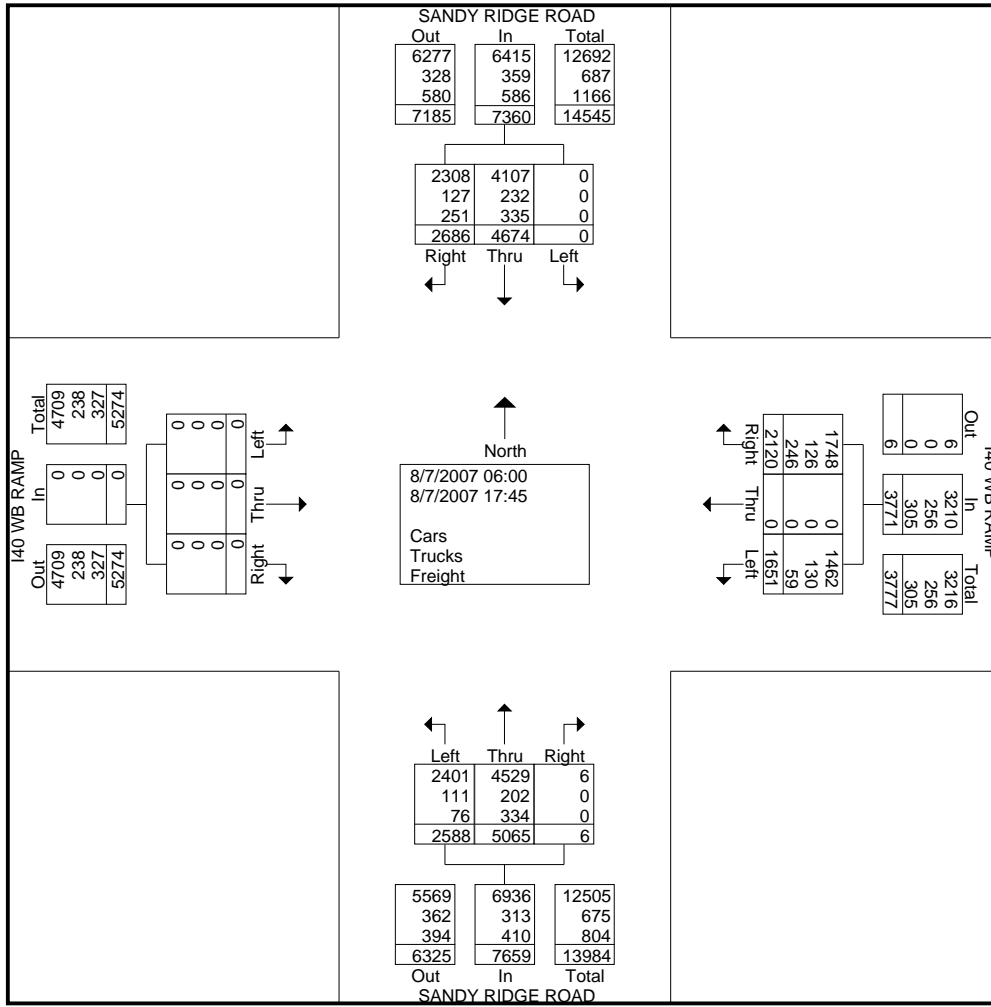 SANDY RIDGE ROAD
Out In Total
6277 6415 12692
328 359 687
580 586 1166
7185 7360 14545
2308 4107 0
127 232 0
251 335 0
2686 4674 0
Right Thru Left
I40 WB RAMP
Out In Total
4709 0 4709
238 0 238
327 0 327
5274 0 5274
Right Thru Left
0 0 0
0 0 0
0 0 0
0 0 0
North
8/7/2007 06:00
8/7/2007 17:45
Cars
Trucks
Freight
I40 WB RAMP
Out In Total
6 3210 3216
0 256 256
0 305 305
6 3771 3777
1748 0 1462
126 0 130
246 0 59
2120 0 1651
Right Thru Left
Left Thru Right
2401 4529 6
111 202 0
76 334 0
2588 5065 6
5569 6936 12505
362 313 675
394 410 804
6325 7659 13984
Out In Total
SANDY RIDGE ROAD